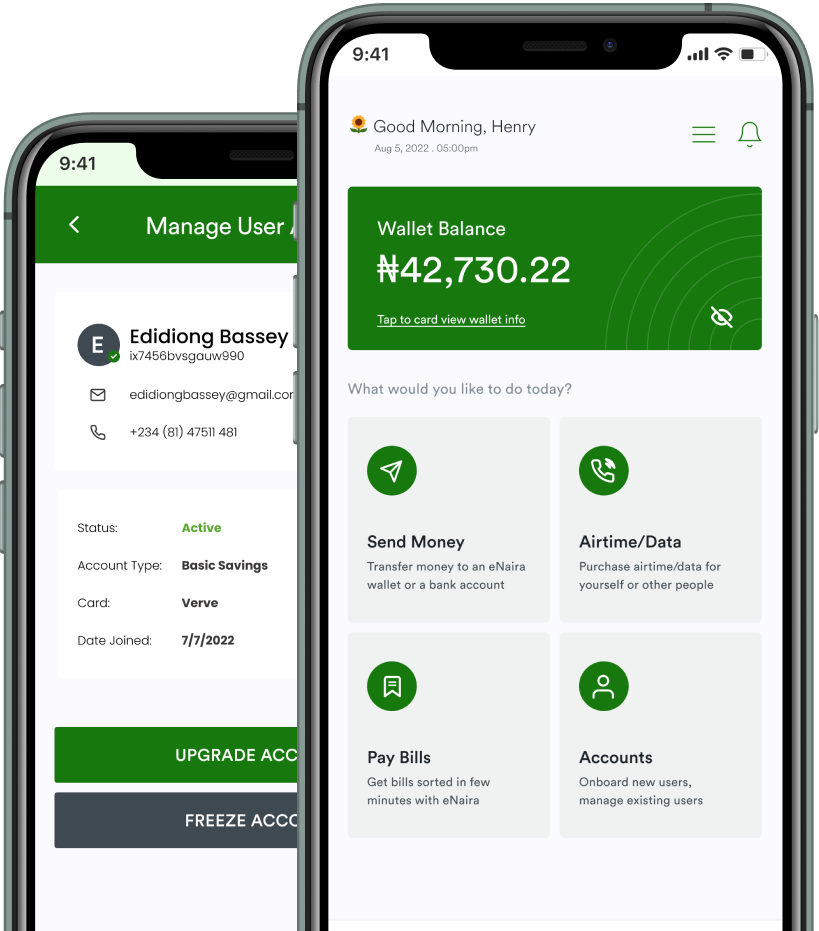 9:41
Manage User
E
Edidiong Bassey
ix7456bvsgauw990
edidiongbassey@gmail.cor
+234 (81) 47511 481
Status: Active
Account Type: Basic Savings
Card: Verve
Date Joined: 7/7/2022
UPGRADE ACC
FREEZE ACCO
9:41
Good Morning, Henry
Aug 5, 2022 . 05:00pm
Wallet Balance
₦42,730.22
Tap to card view wallet info
What would you like to do today?
Send Money
Transfer money to an eNaira
wallet or a bank account
Airtime/Data
Purchase airtime/data for
yourself or other people
Pay Bills
Get bills sorted in few
minutes with eNaira
Accounts
Onboard new users,
manage existing users